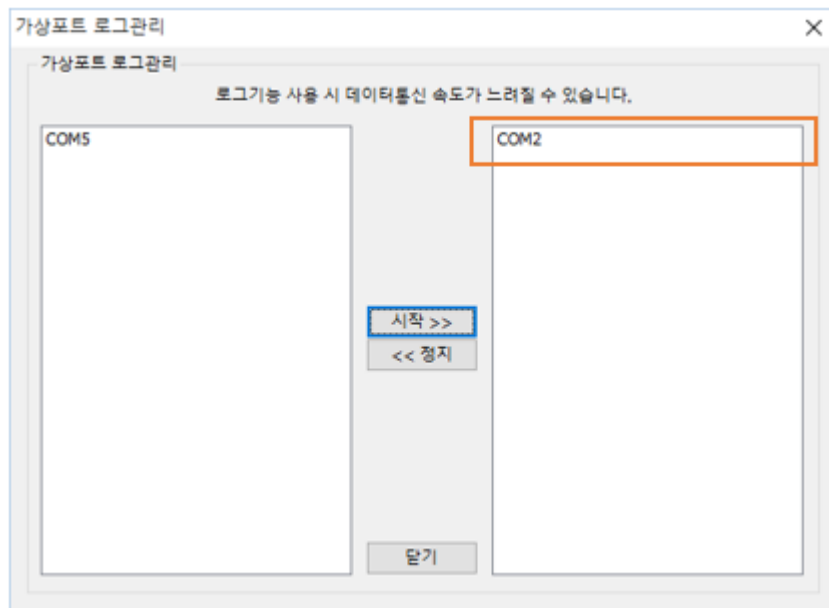 가상포트 로그관리
가상포트 로그관리
로그기능 사용 시 데이터통신 속도가 느려질 수 있습니다.
COM5
COM2
시작 >>
<< 정지
닫기